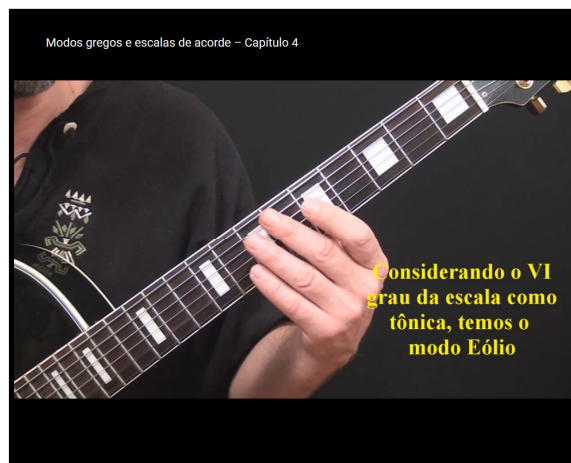 Modos gregos e escalas de acorde – Capítulo 4
Considerando o VI
grau da escala como
tônica, temos o
modo Eólio